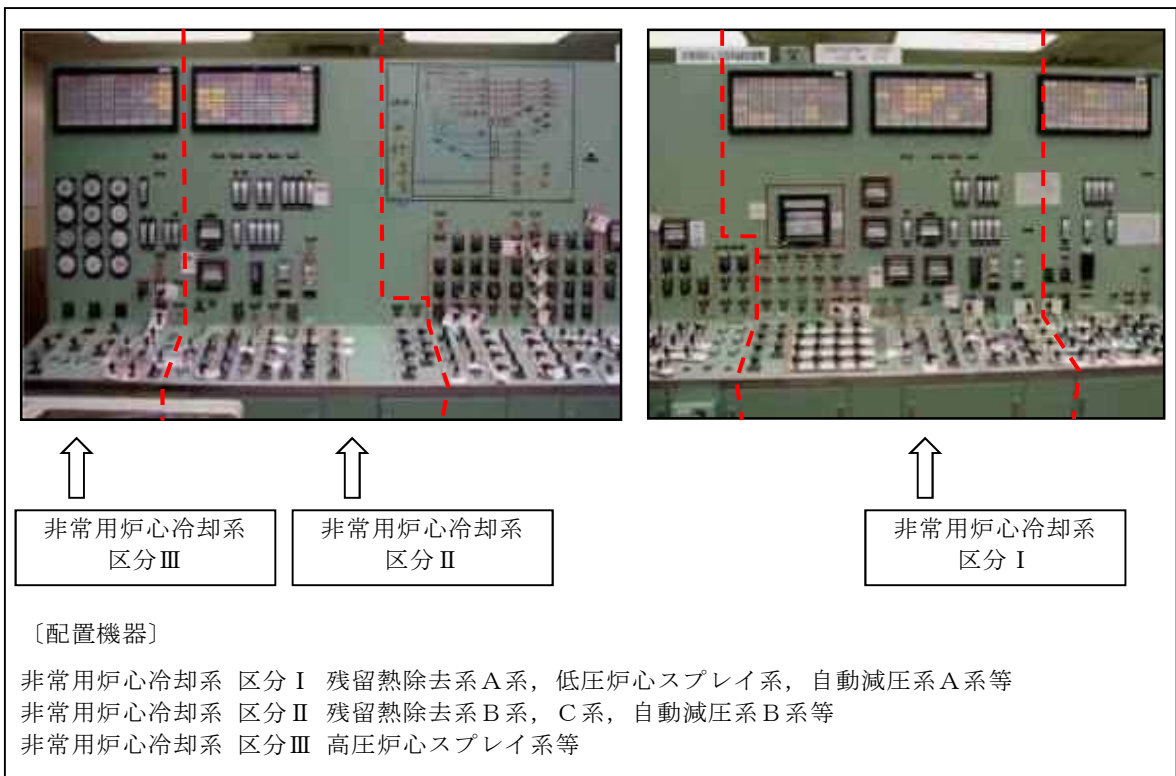 非常用炉心冷却系
区分Ⅲ
非常用炉心冷却系
区分Ⅱ
非常用炉心冷却系
区分Ⅰ
〔配置機器〕
非常用炉心冷却系 区分Ⅰ 残留熱除去系A系，低圧炉心スプレイ系，自動減圧系A系等
非常用炉心冷却系 区分Ⅱ 残留熱除去系B系，C系，自動減圧系B系等
非常用炉心冷却系 区分Ⅲ 高圧炉心スプレイ系等